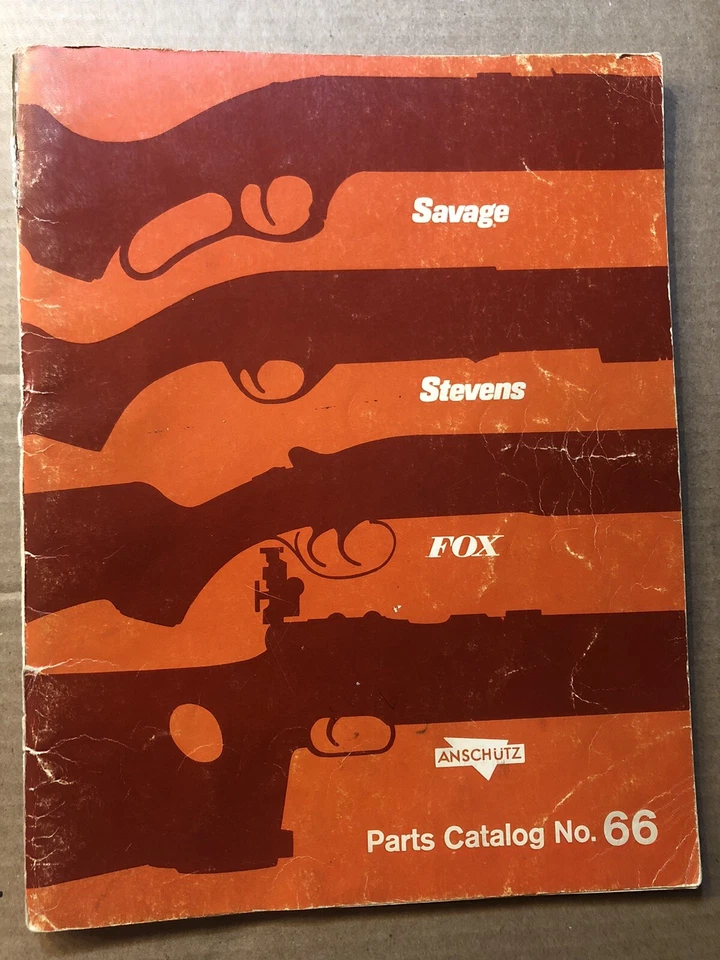 Savage
Stevens
FOX
ANSCHÜTZ
Parts Catalog No. 66